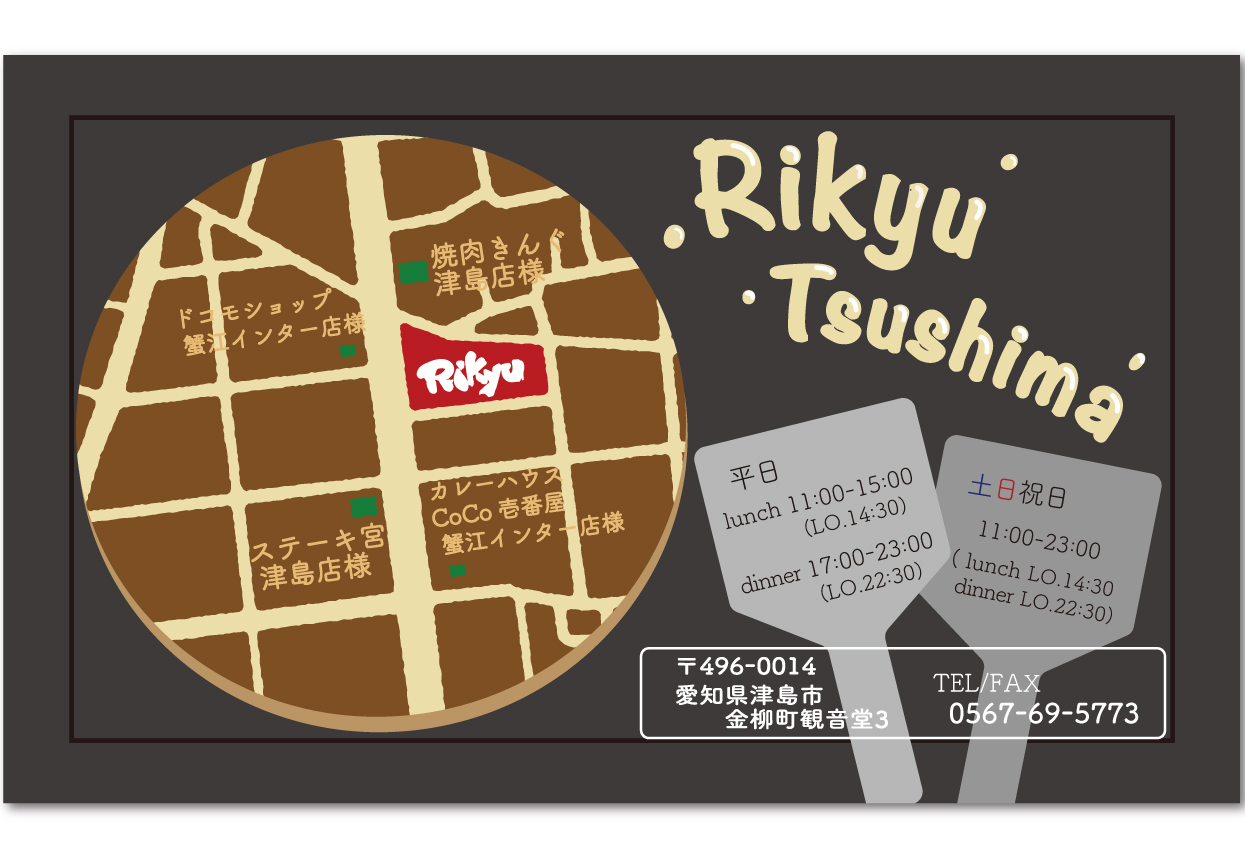 Rikyu
Tsushima
焼肉きんぐ
津島店様
ドコモショップ
蟹江インター店様
Rikyu
カレーハウス
CoCo 壱番屋
蟹江インター店様
ステーキ宮
津島店様
平日
lunch 11:00-15:00
(LO.14:30)
dinner 17:00-23:00
(LO.22:30)
土日祝日
11:00-23:00
( lunch LO.14:30
dinner LO.22:30)
〒496-0014
愛知県津島市
金柳町観音堂3
TEL/FAX
0567-69-5773